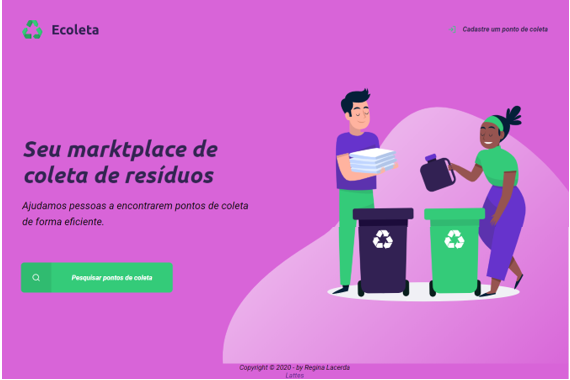 Ecoleta
Cadastre um ponto de coleta
Seu marktplace de
coleta de resíduos
Ajudamos pessoas a encontrarem pontos de coleta
de forma eficiente.
Pesquisar pontos de coleta
Copyright © 2020 - by Regina Lacerda
Lattes